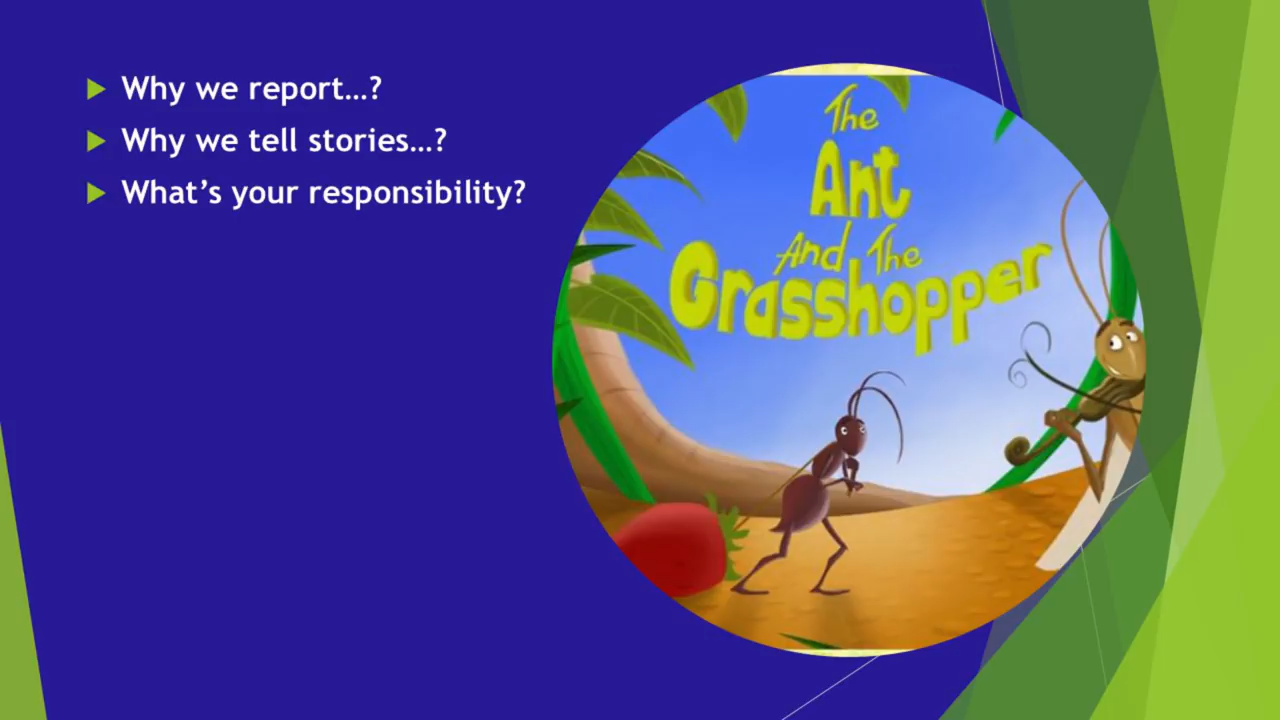 Why we report...?
Why we tell stories...?
What's your responsibility?
The
Ant
And The
Grasshopper